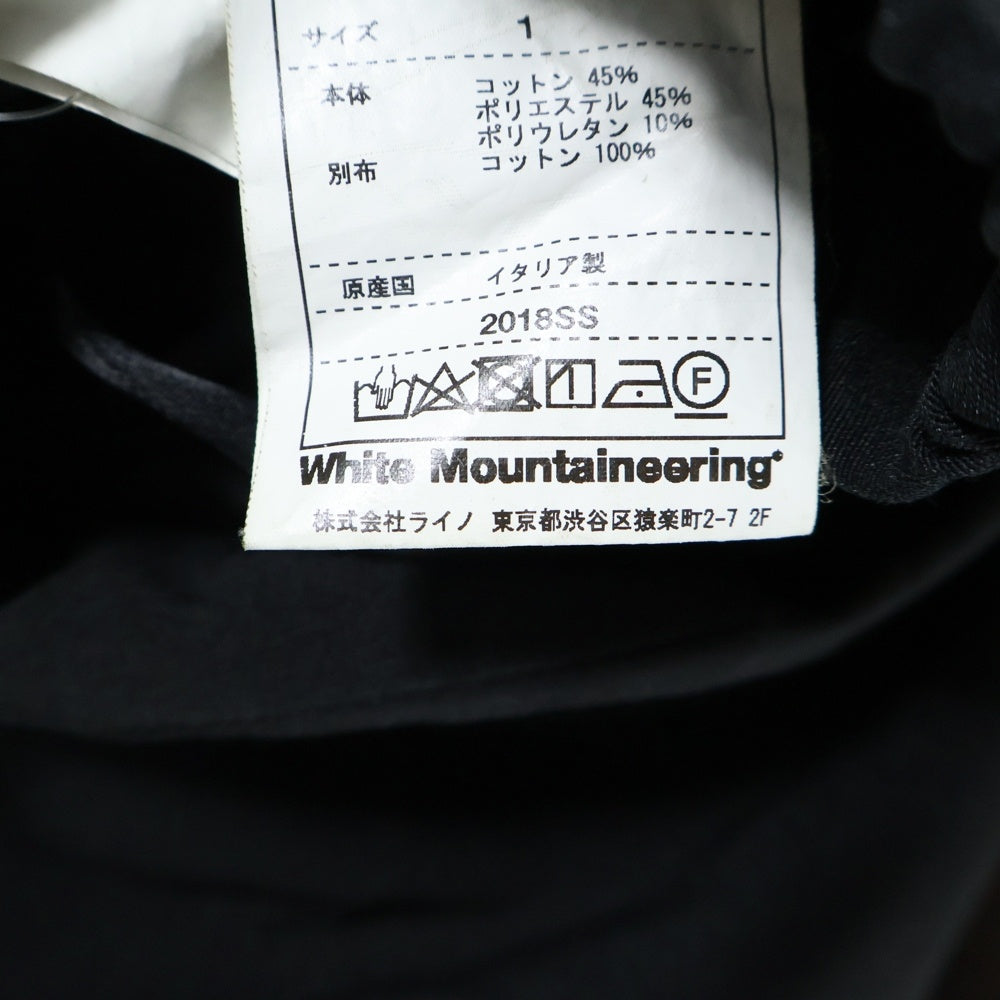 サイズ 1
本体 コットン 45%
ポリエステル 45%
ポリウレタン 10%
別布 コットン 100%
原産国 イタリア製
2018SS
F
White Mountaineering
株式会社ライノ 東京都渋谷区猿楽町2-7 2F